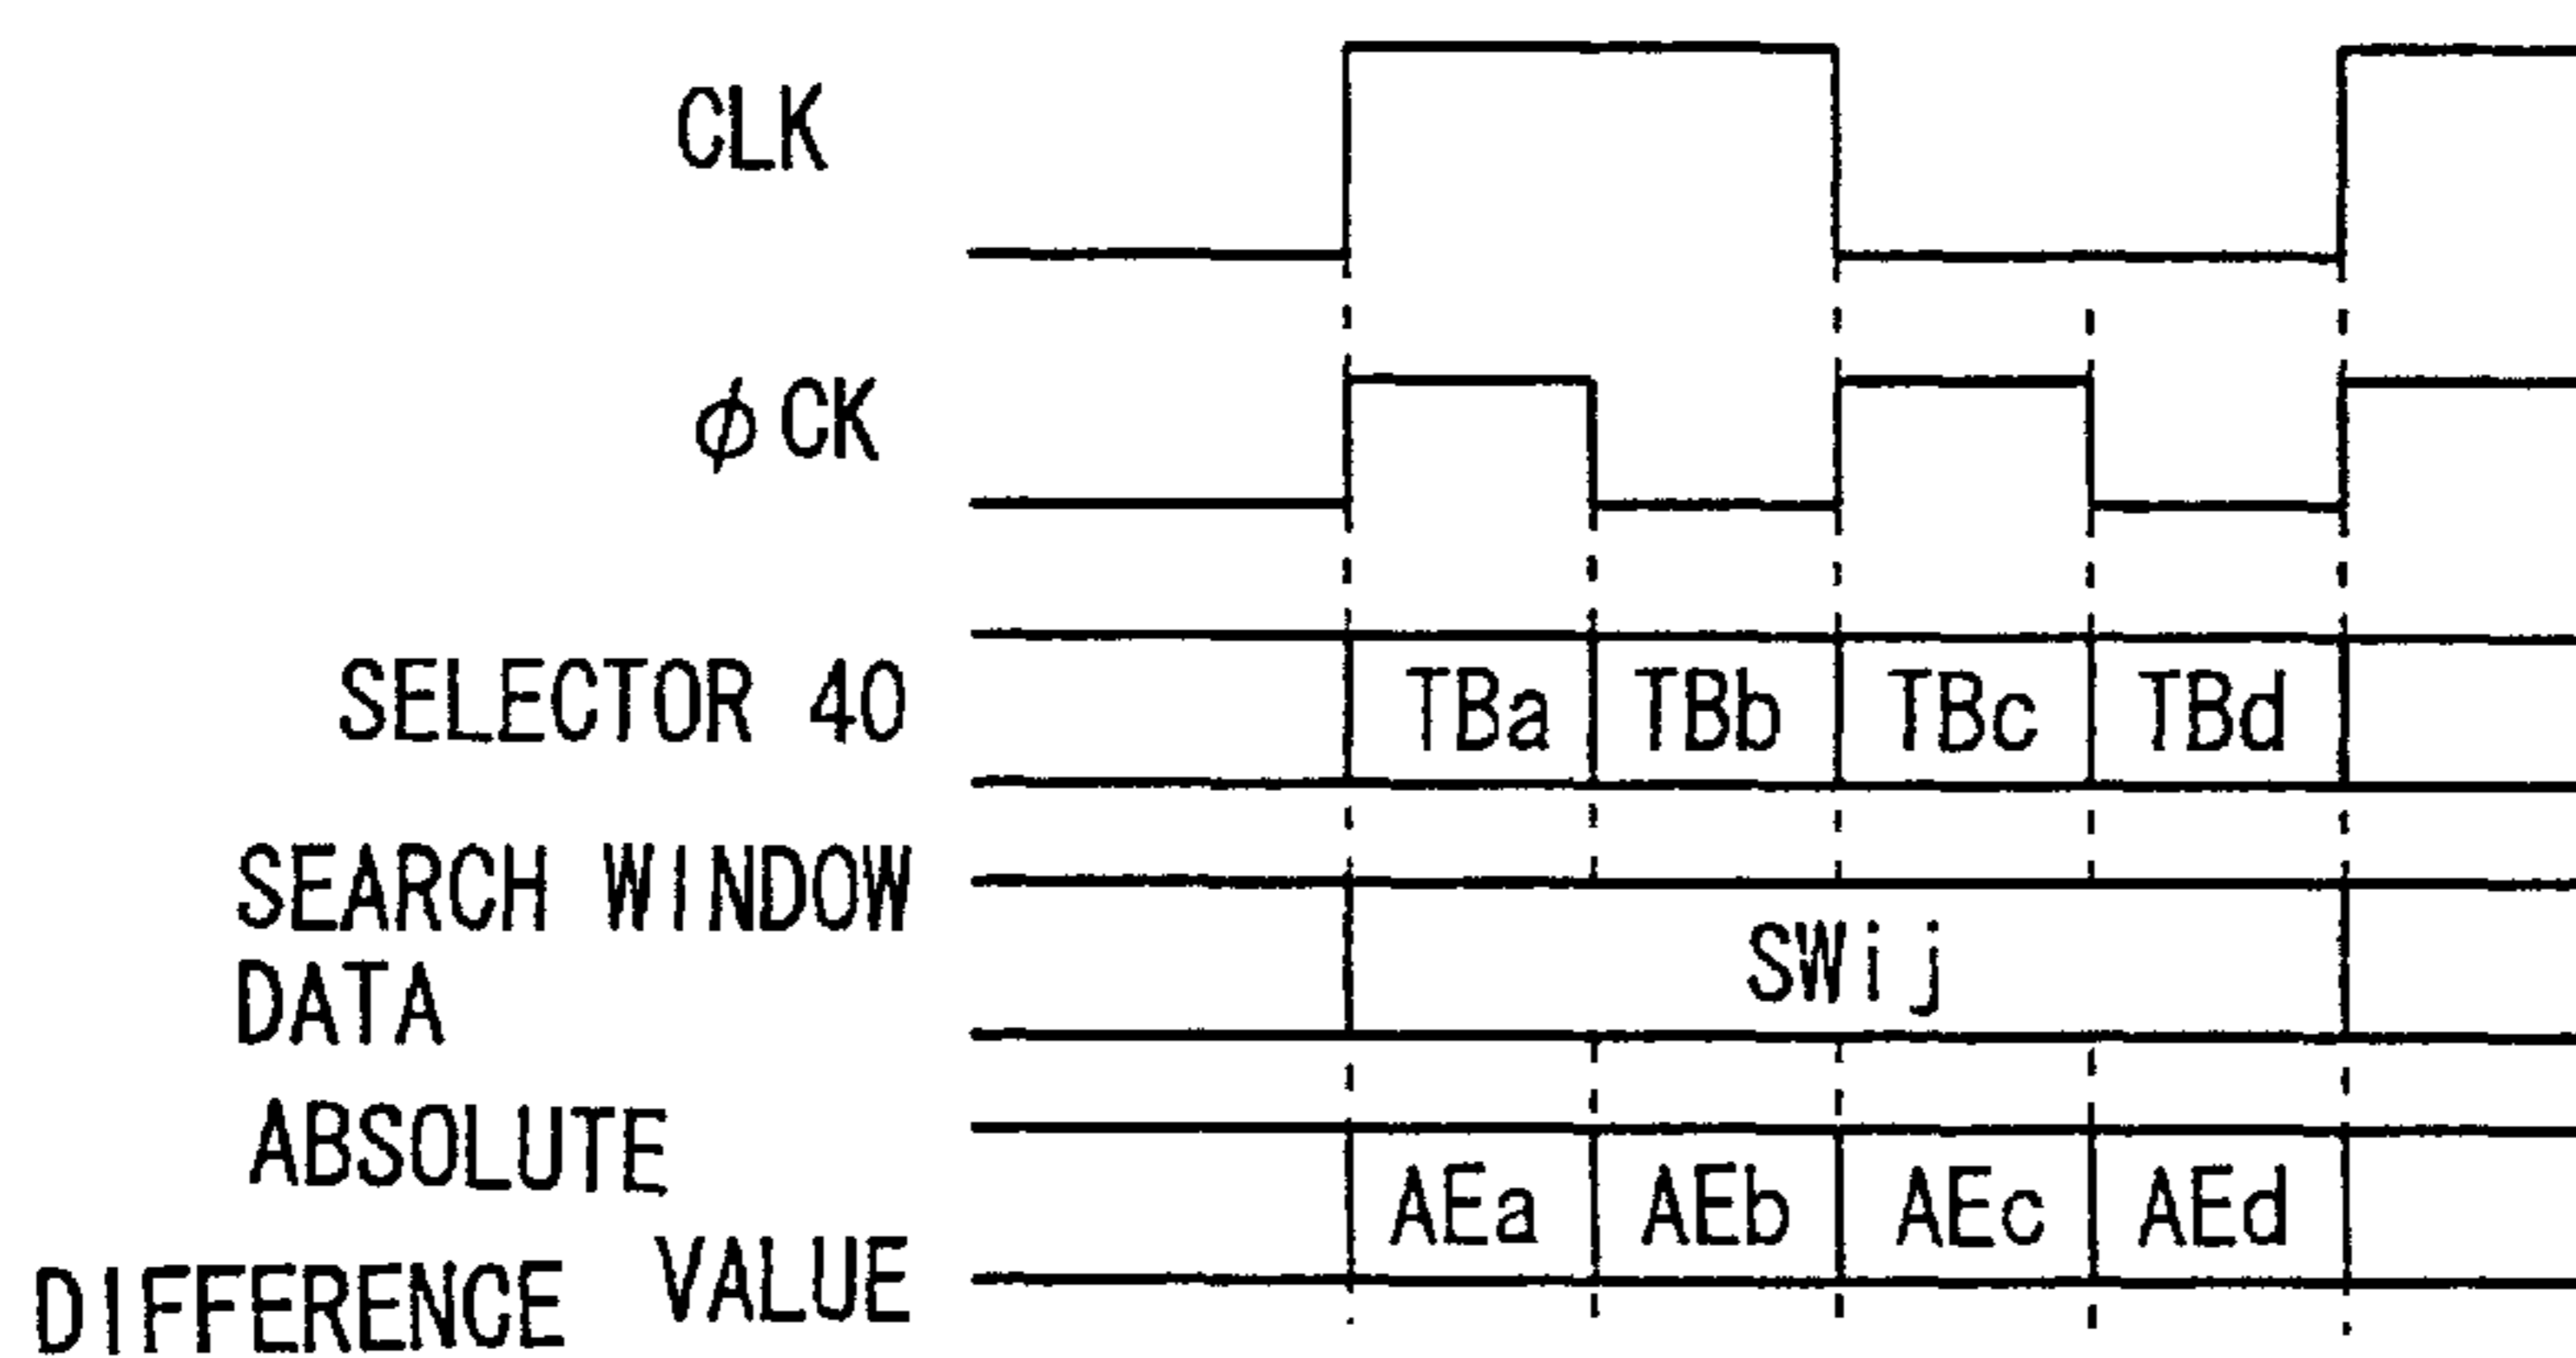 CLK
φCK
SELECTOR 40
TBa TBb TBc TBd
SEARCH WINDOW
DATA
SWij
ABSOLUTE
DIFFERENCE VALUE
AEa AEb AEc AEd